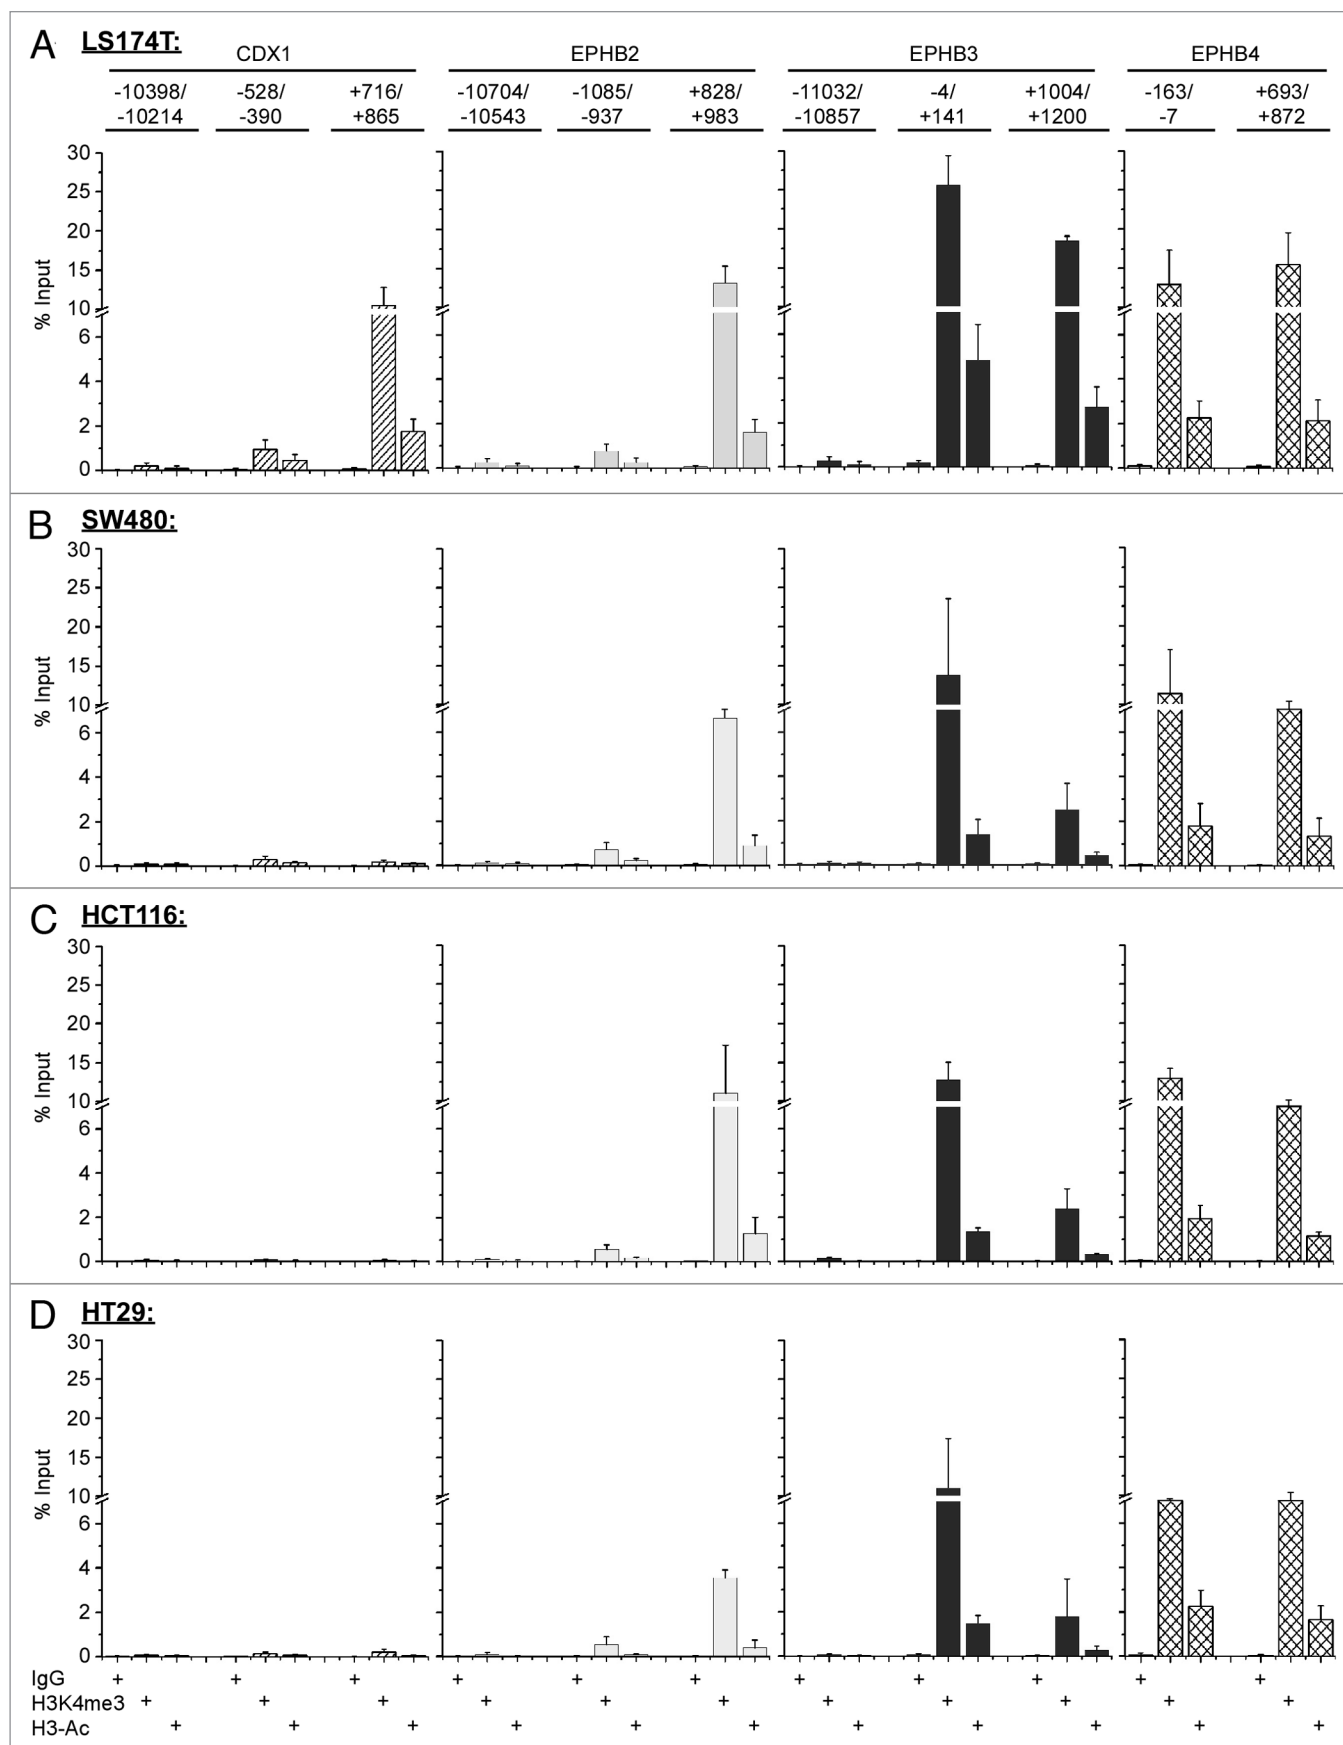 A LS174T:
CDX1 EPHB2 EPHB3 EPHB4
-10398/ -528/ +716/ -10704/ -1085/ +828/ -11032/ -4/ +1004/ -163/ +693/
-10214 -390 +865 -10543 -937 +983 -10857 +141 +1200 -7 +872
30
25
20
15
10
6
4
2
0
% Input
B SW480:
30
25
20
15
10
6
4
2
0
% Input
C HCT116:
30
25
20
15
10
6
4
2
0
% Input
D HT29:
30
25
20
15
10
6
4
2
0
% Input
IgG + + + + + + + + + + +
H3K4me3 + + + + + + + + + + +
H3-Ac + + + + + + + + + + +